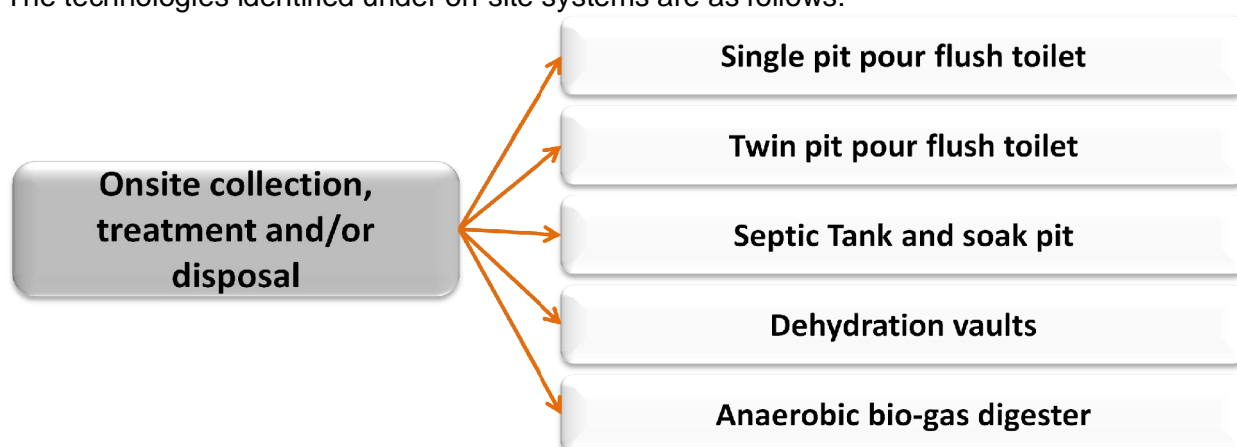 The technologies identified under on-site systems are as follows:
Onsite collection,
treatment and/or
disposal
Single pit pour flush toilet
Twin pit pour flush toilet
Septic Tank and soak pit
Dehydration vaults
Anaerobic bio-gas digester